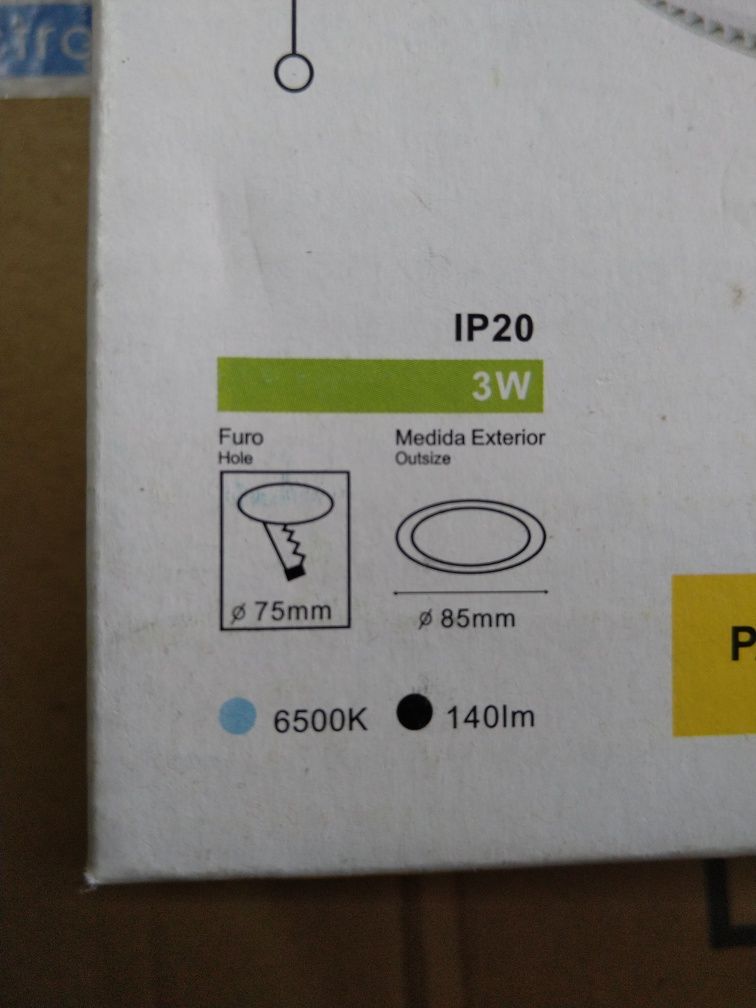 IP20
3W
Furo
Hole
Medida Exterior
Outsize
ø 75mm
ø 85mm
P
6500K
140lm